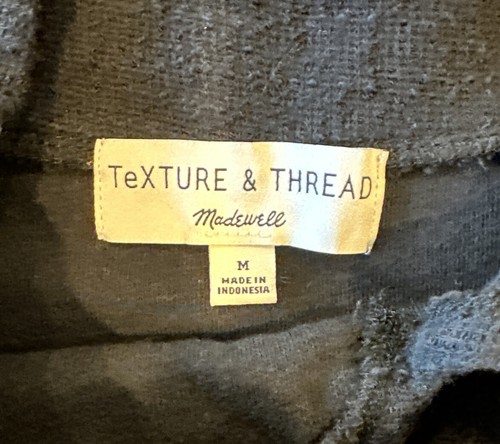 TeXTURE & THREAD
Madewell
M
MADE IN
INDONESIA